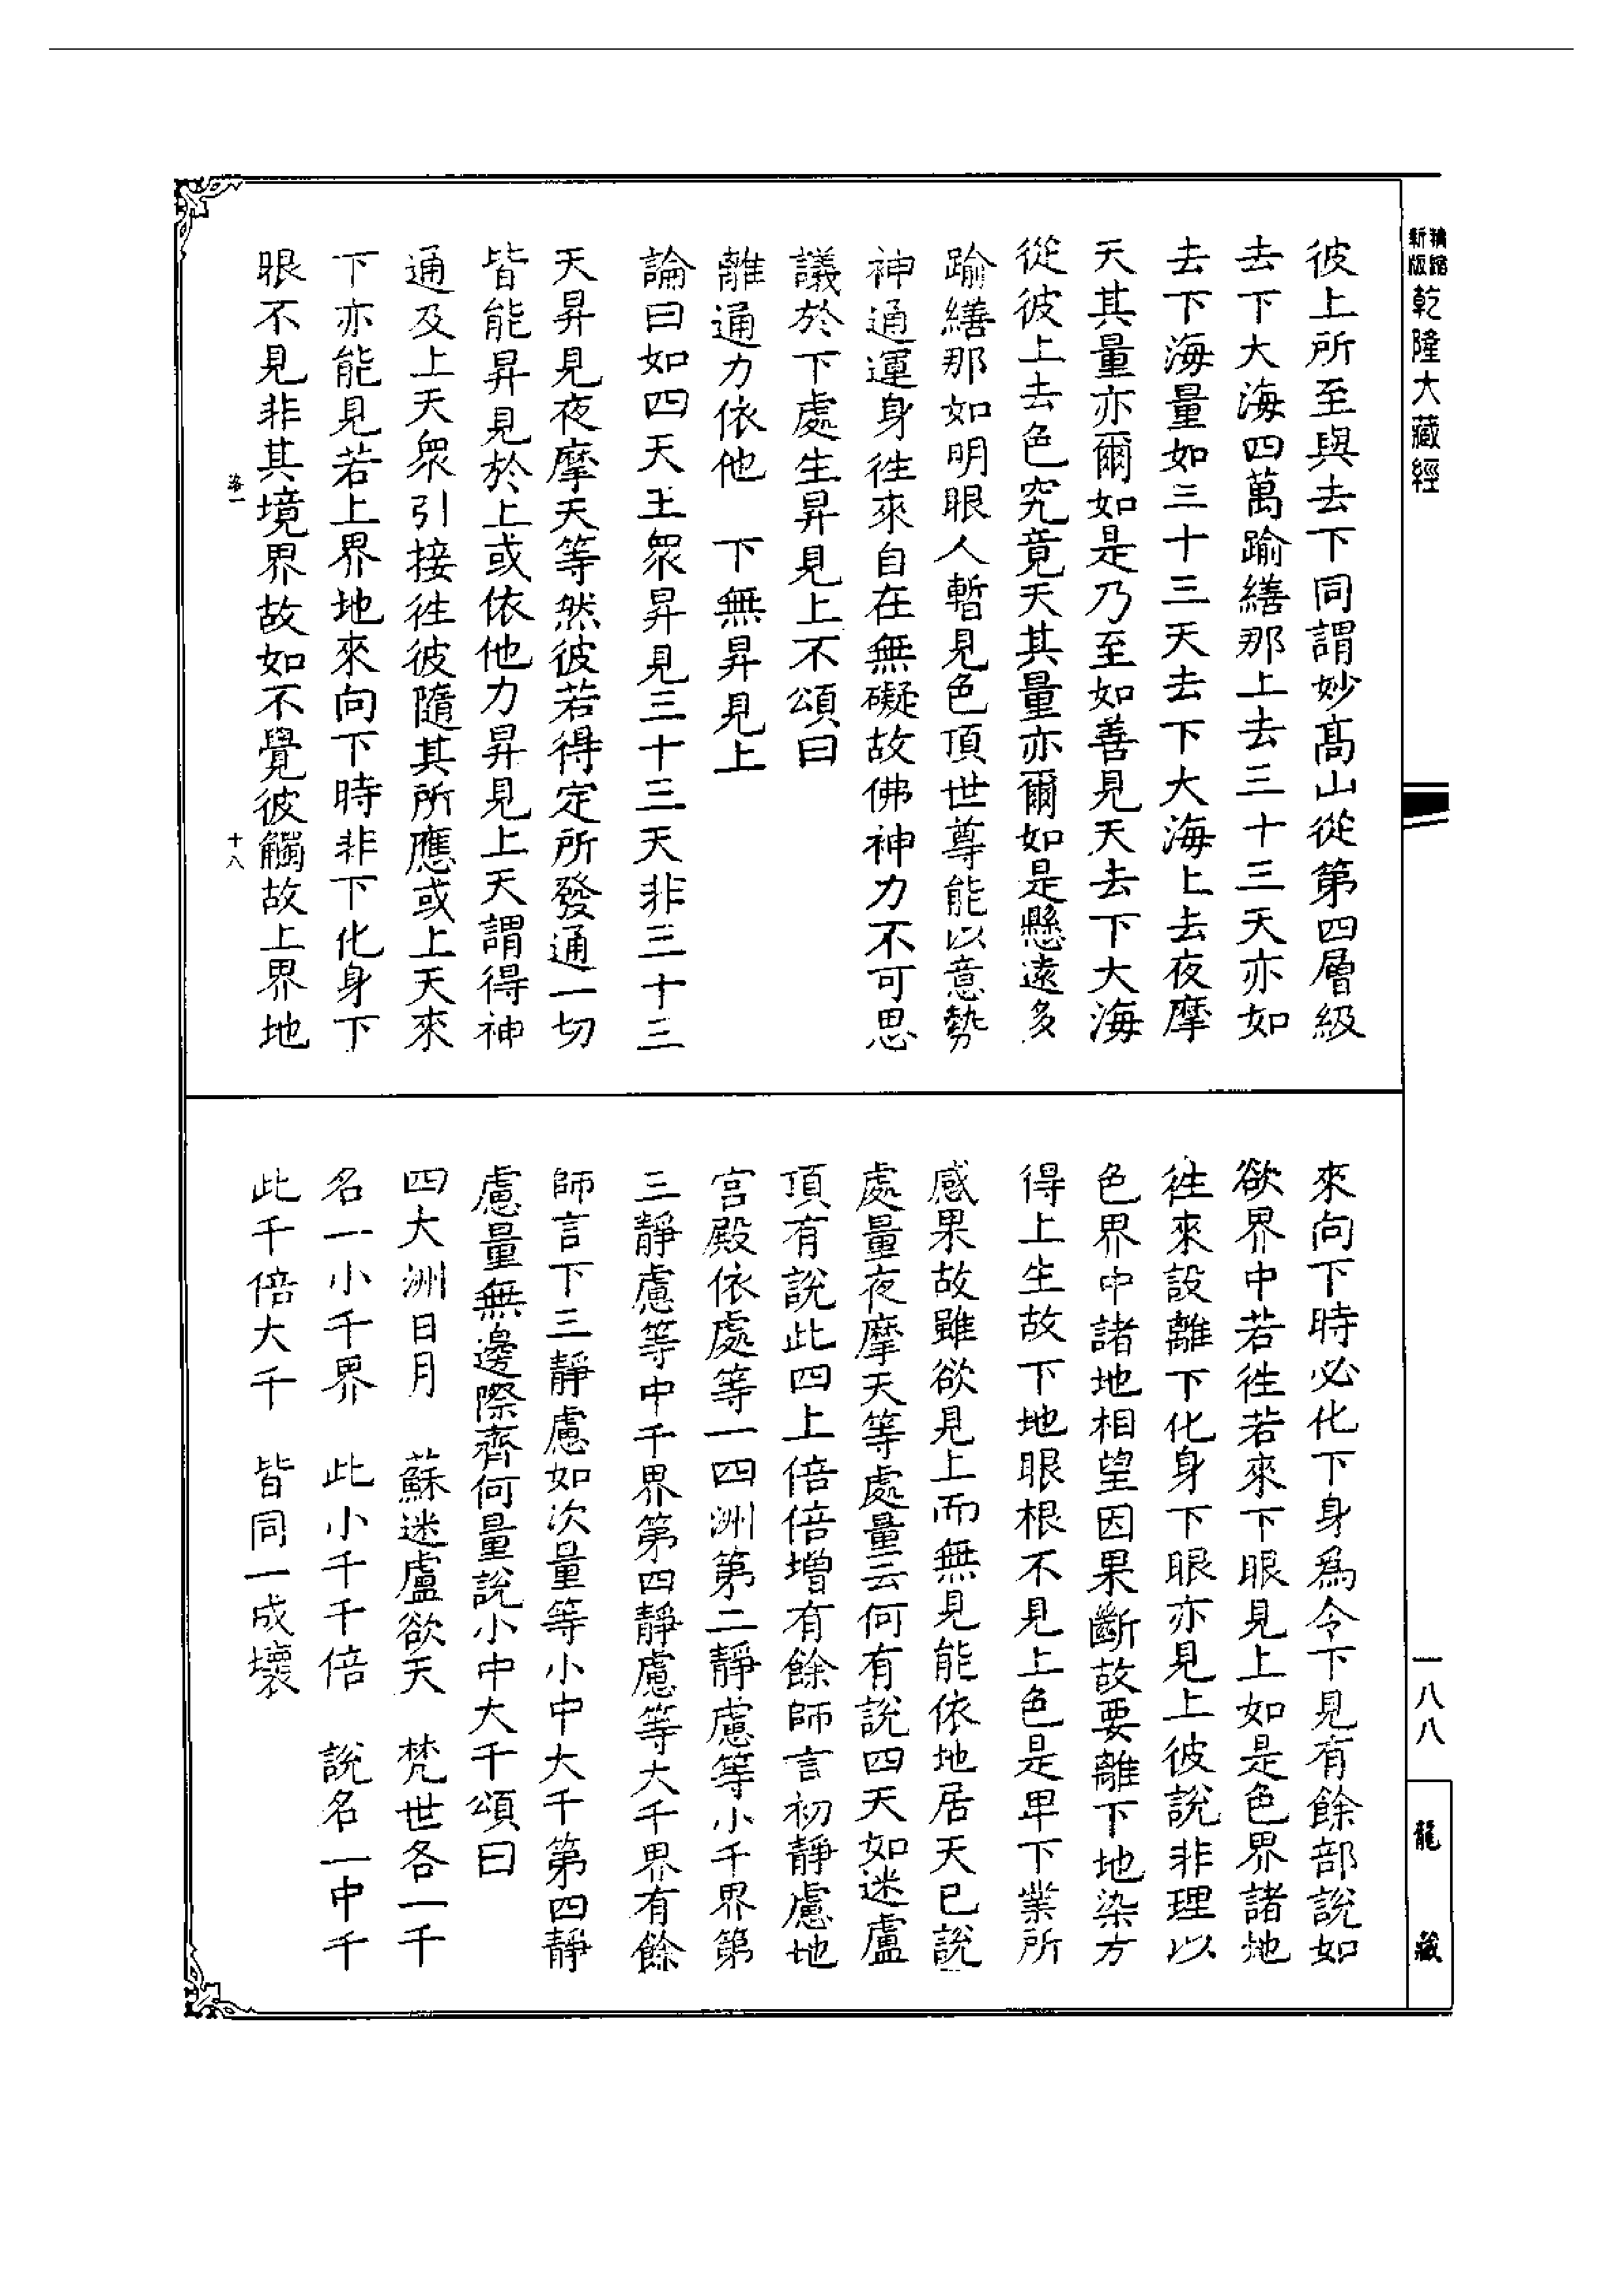 新版
精縮
乾隆大藏經
彼上所至與去下同謂妙高山從第四層級
去下大海四萬踰繕那上去三十三天亦如
去下海量如三十三天去下大海上去夜摩
天其量亦爾如是乃至如善見天去下大海
從彼上去色究竟天其量亦爾如是懸遠多
踰繕那如明眼人暫見色頂世尊能以意勢
神通運身徃來自在無礙故佛神力不可思
議於下處生昇見上不頌曰
離通力依他　下無昇見上
論曰如四天王眾昇見三十三天非三十三
天昇見夜摩天等然彼若得定所發通一切
皆能昇見於上或依他力昇見上天謂得神
通及上天眾引接徃彼隨其所應或上天來
下亦能見若上界地來向下時非下化身下
眼不見非其境界故如不覺彼觸故上界地
十八
來向下時必化下身為令下見有餘部說如
欲界中若徃若來下眼見上如是色界諸地
徃來設離下化身下眼亦見上彼說非理以
色界中諸地相望因果斷故要離下地染方
得上生故下地眼根不見上色是卑下業所
感果故雖欲見上而無見能依地居天已說
處量夜摩天等處量云何有說四天如迷盧
頂有說此四上倍倍增有餘師言初靜慮地
宮殿依處等一四洲第二靜慮等小千界第
三靜慮等中千界第四靜慮等大千界有餘
師言下三靜慮如次量等小中大千第四靜
慮量無邊際齊何量說小中大千頌曰
四大洲日月　蘇迷盧欲天　梵世各一千
名一小千界　此小千千倍　說名一中千
此千倍大千　皆同一成壞
一八八
龍藏